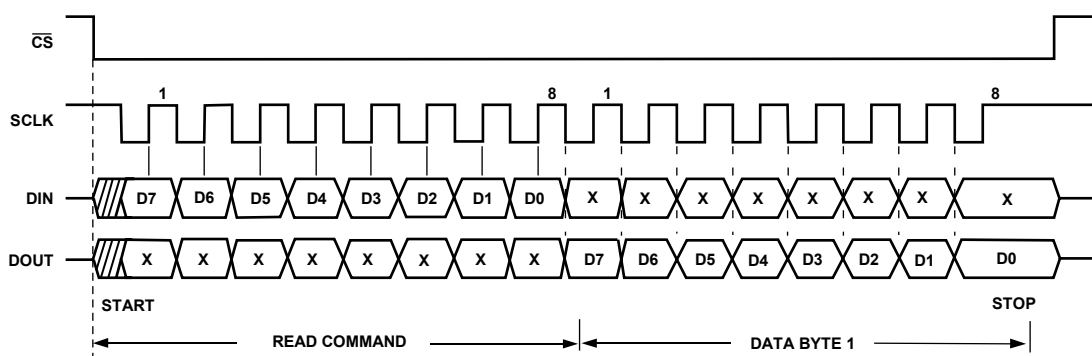 CS
1 8 1 8
SCLK
DIN D7 D6 D5 D4 D3 D2 D1 D0 X X X X X X X X
DOUT X X X X X X X X D7 D6 D5 D4 D3 D2 D1 D0
START STOP
READ COMMAND DATA BYTE 1